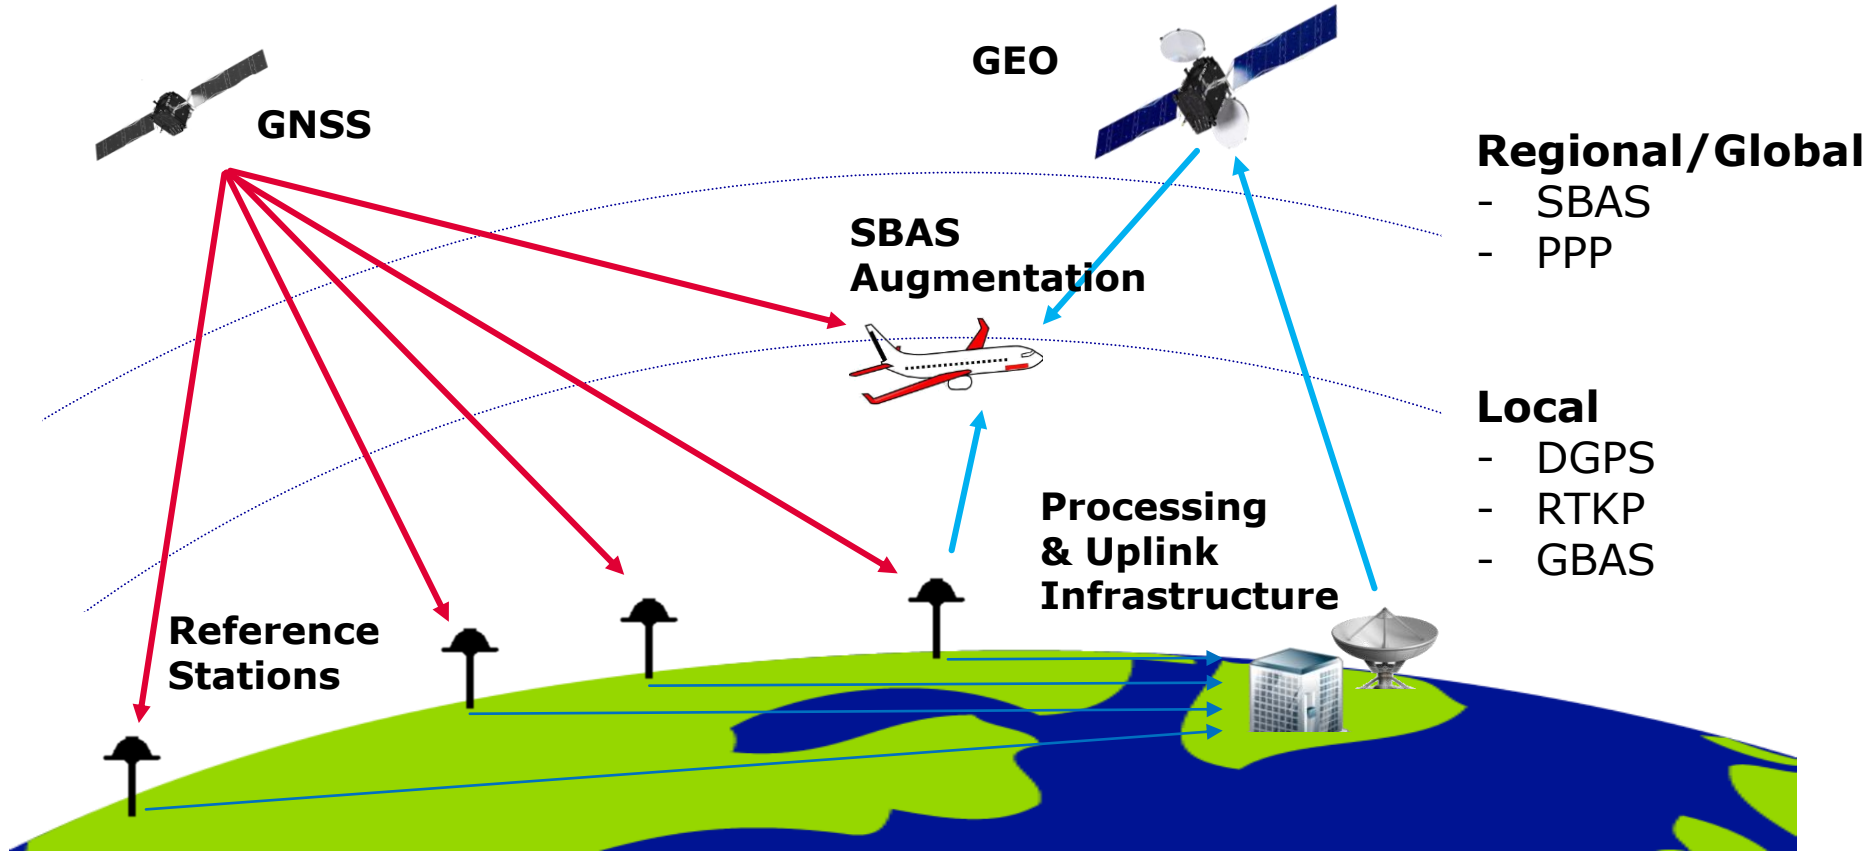 GNSS
GEO
SBAS
Augmentation
Regional/Global
- SBAS
- PPP
Local
- DGPS
- RTKP
- GBAS
Processing
& Uplink
Infrastructure
Reference
Stations